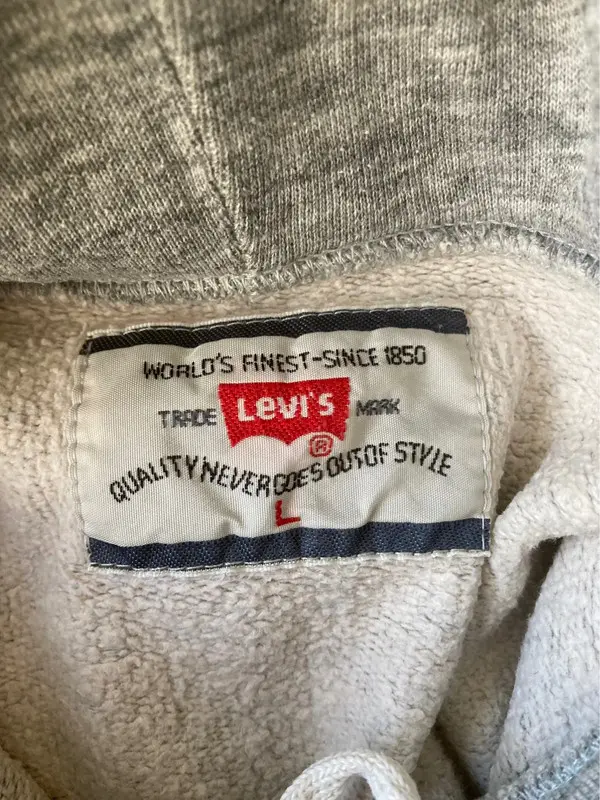 WORLD'S FINEST-SINCE 1850
TRADE Levi's MARK
®
QUALITY NEVER GOES OUT OF STYLE
L